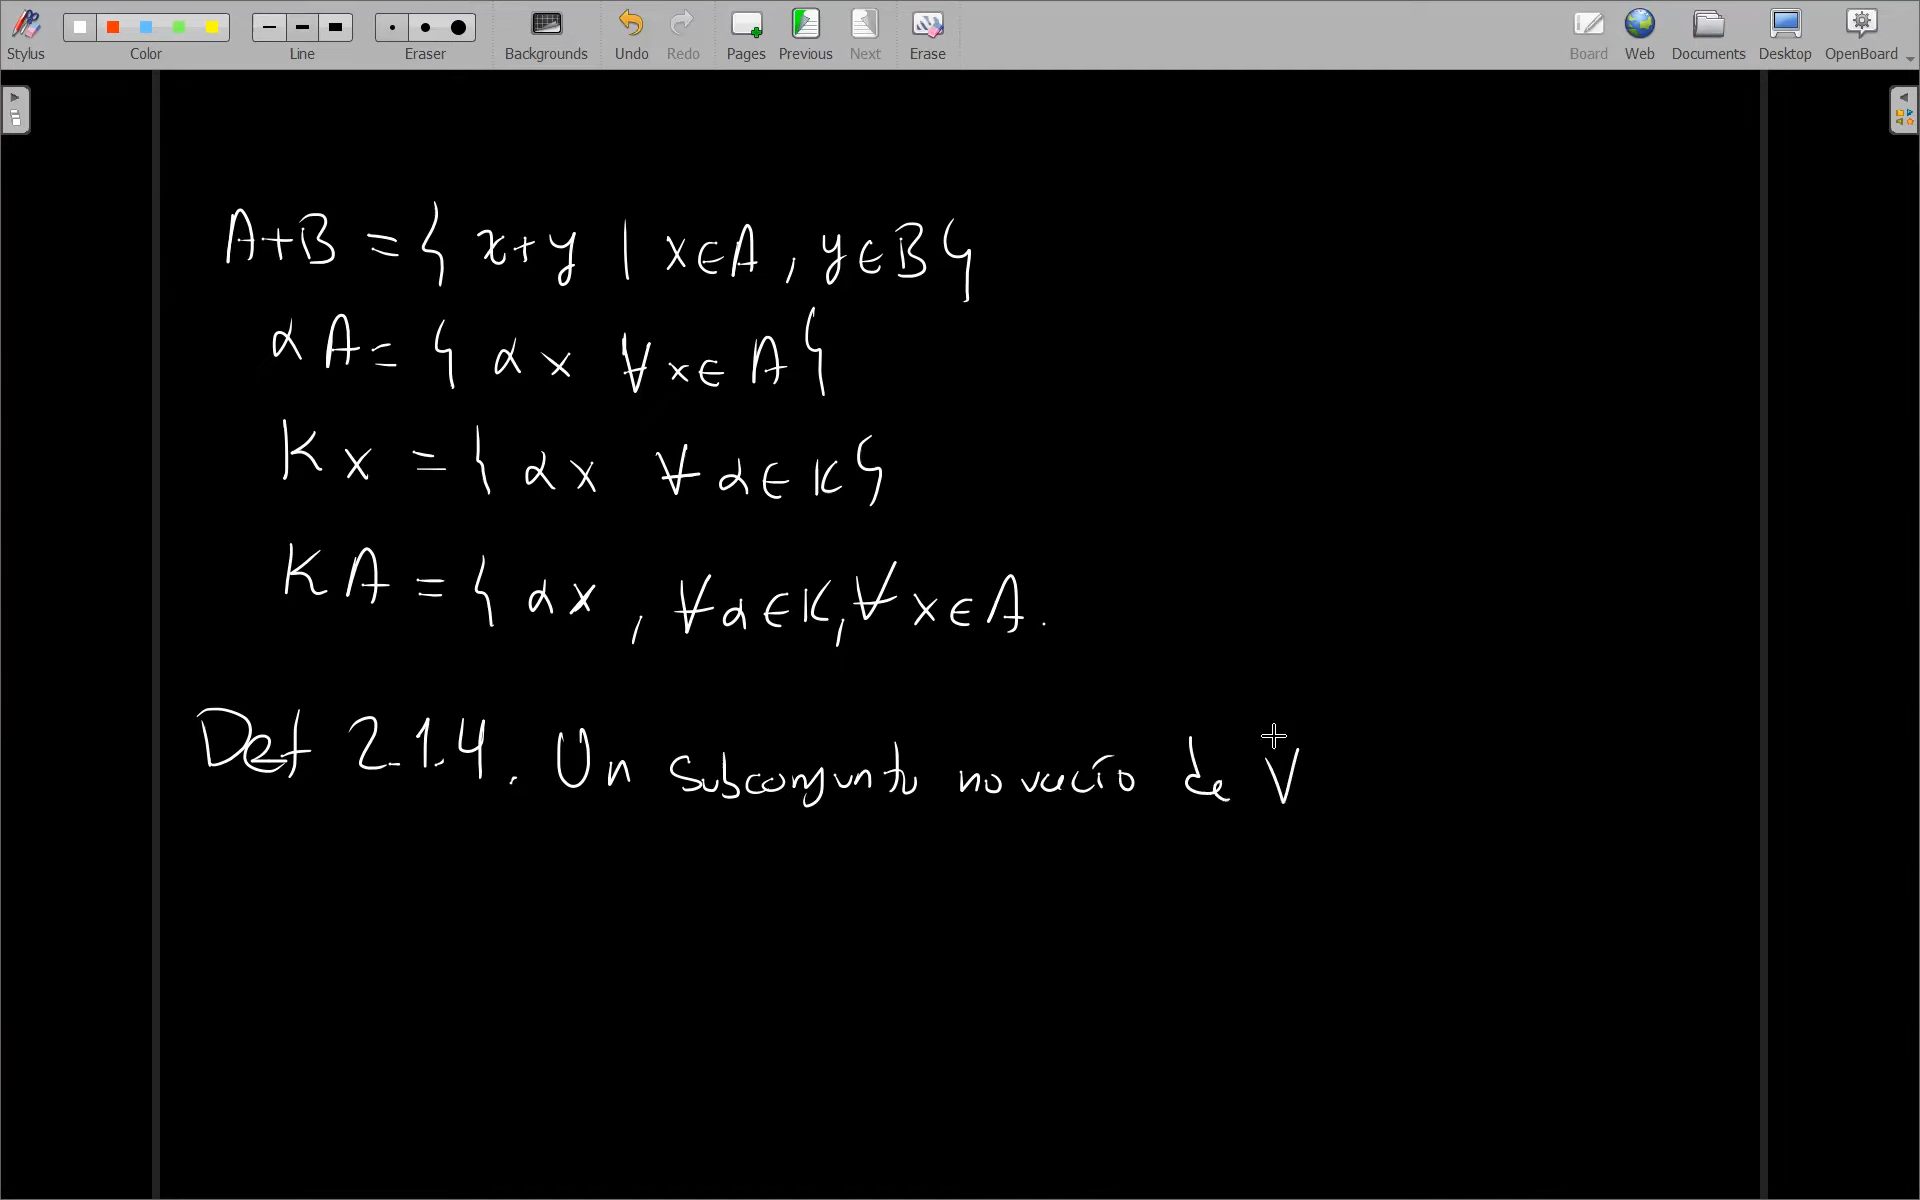 Stylus Color Line Eraser Backgrounds Undo Redo Pages Previous Next Erase Board Web Documents Desktop OpenBoard
A+B = { x+y | x∈A, y∈B }
αA = { αx ∀x∈A }
Kx = { αx ∀α∈K }
KA = { αx, ∀α∈K, ∀x∈A.
Def 2.1.4. Un subconjunto no vacío de V